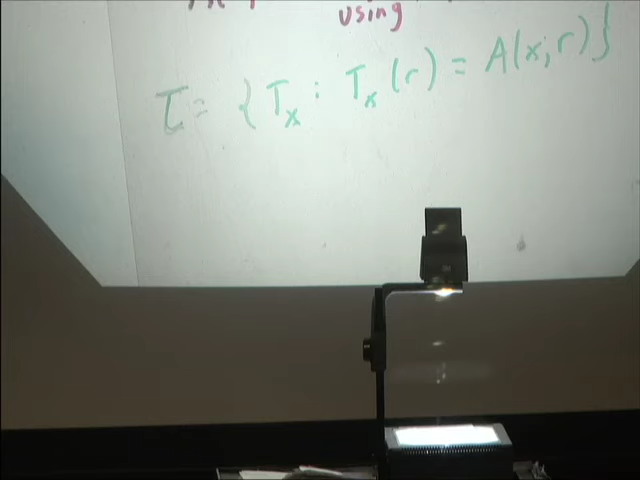 using
τ = { T_x : T_x(r) = A(x;r) }